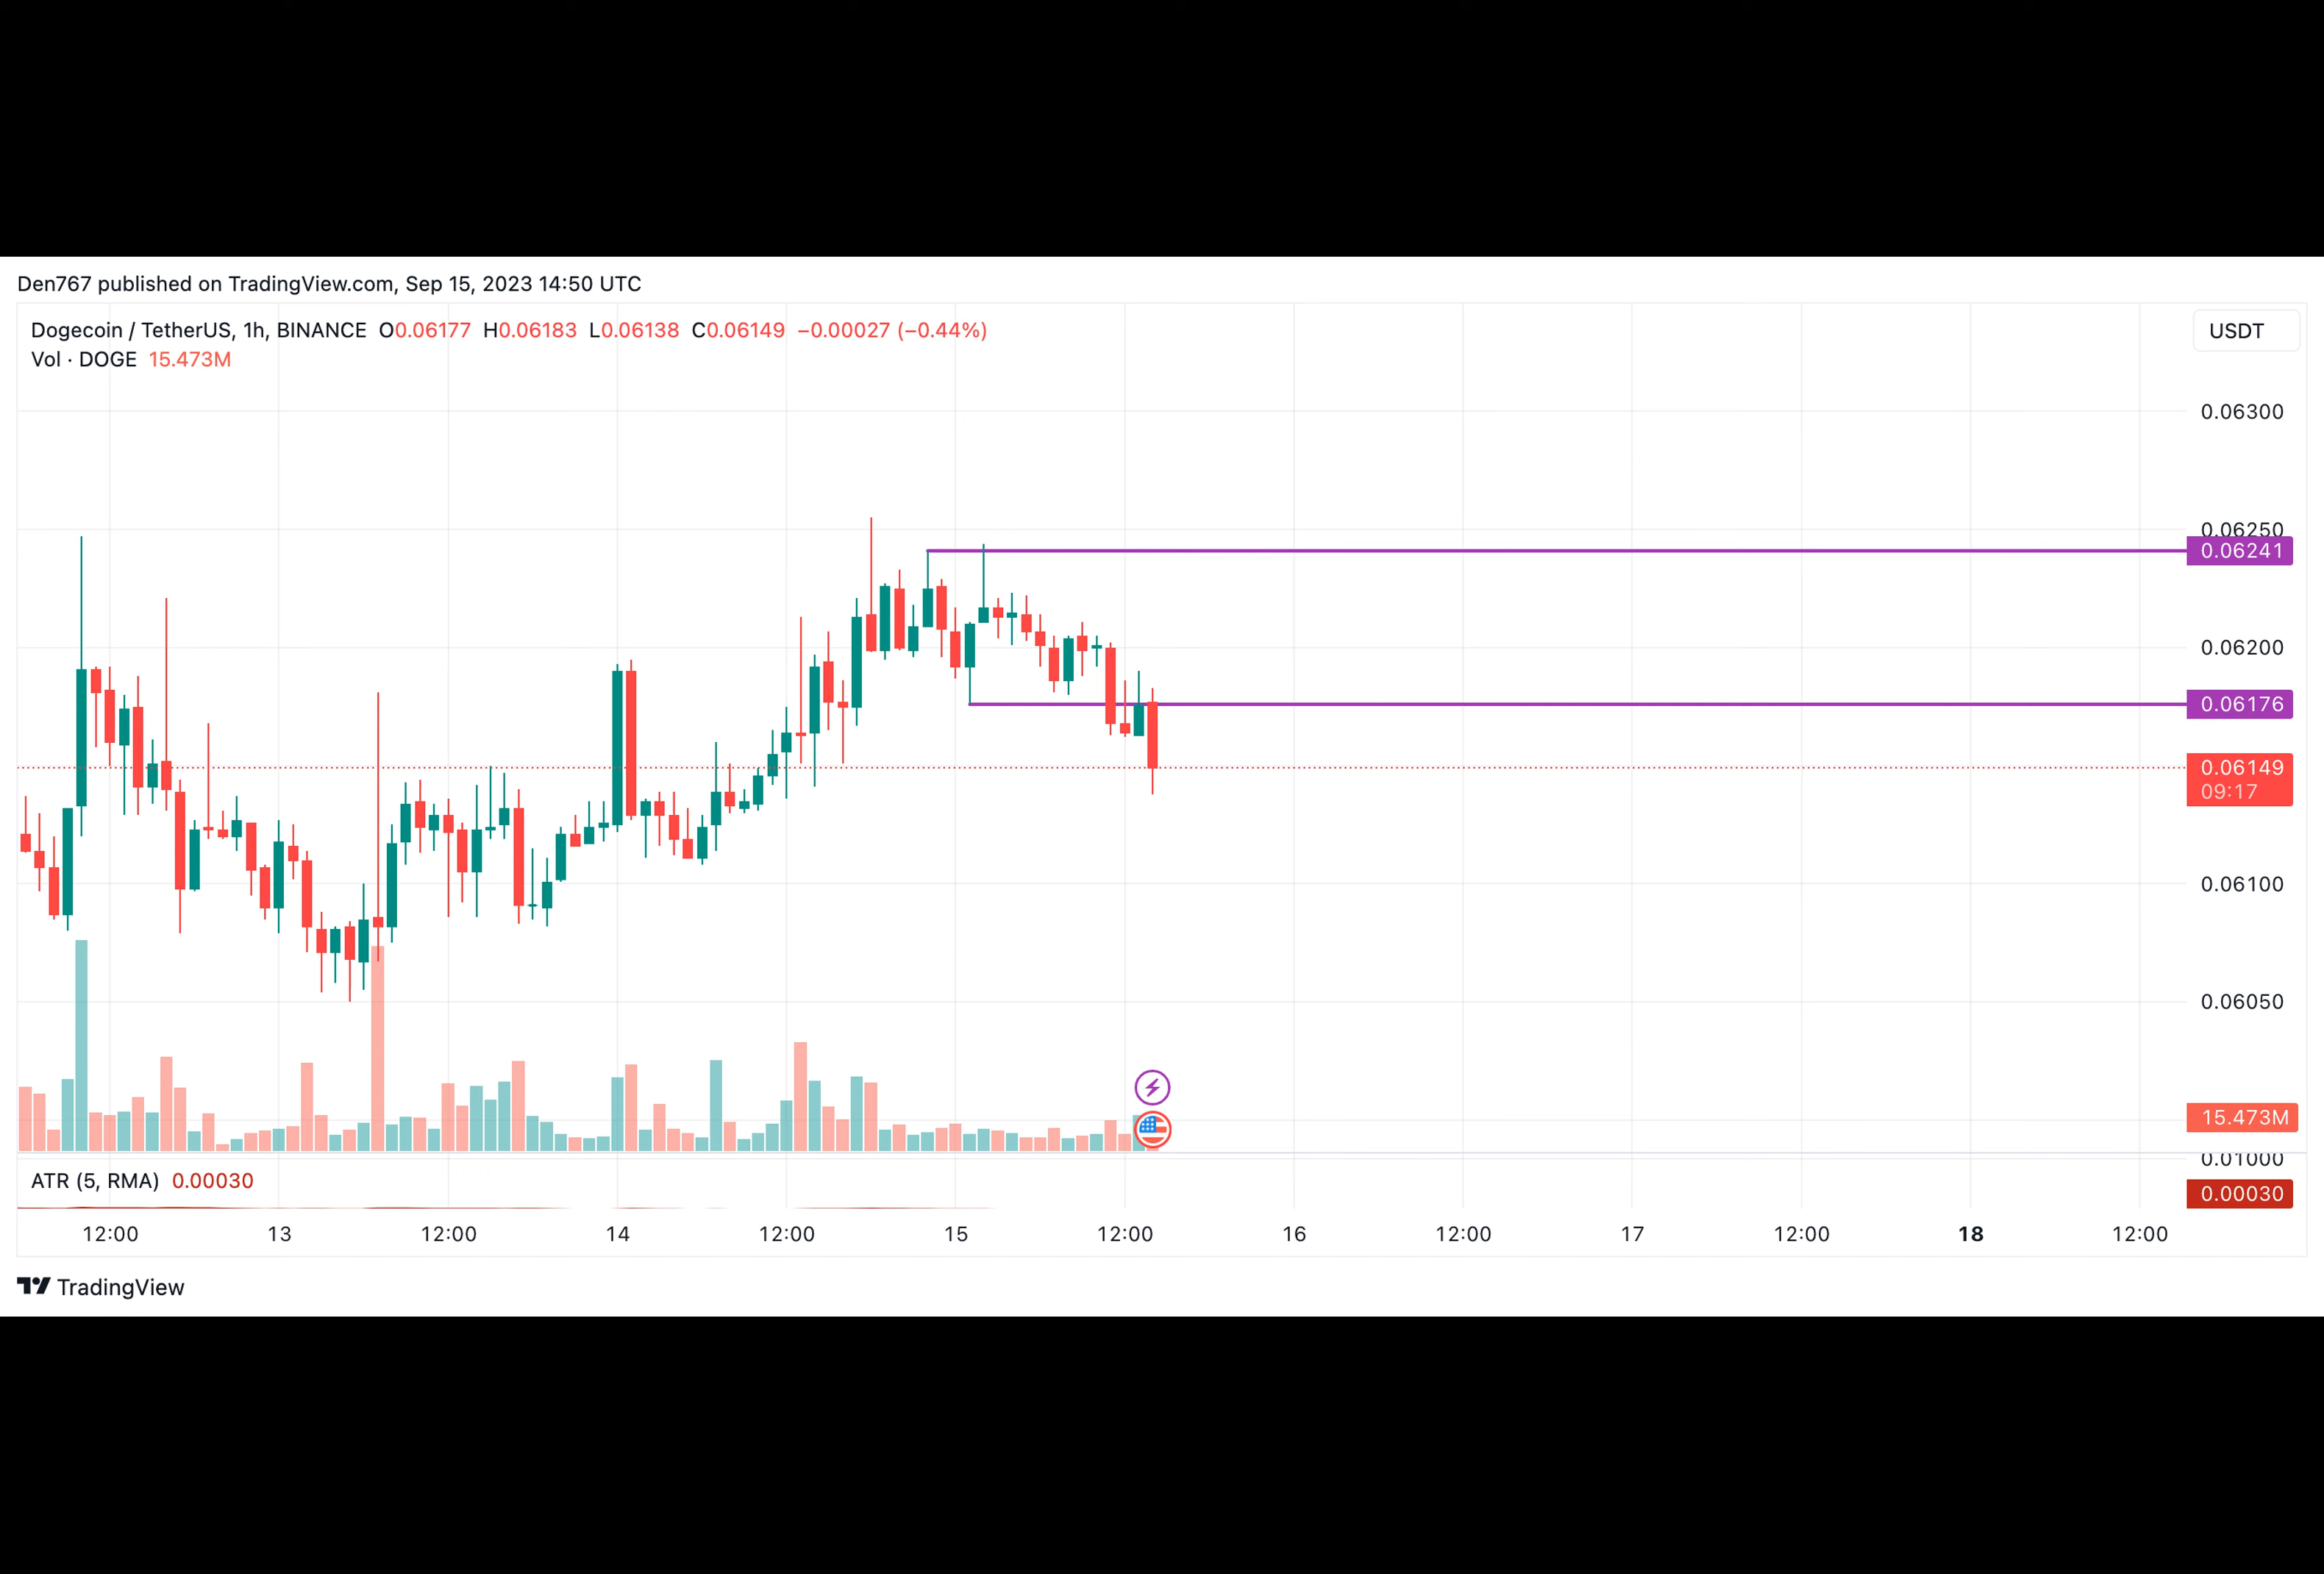 Den767 published on TradingView.com, Sep 15, 2023 14:50 UTC
Dogecoin / TetherUS, 1h, BINANCE O0.06177 H0.06183 L0.06138 C0.06149 −0.00027 (−0.44%)
Vol · DOGE 15.473M
USDT
0.06300
0.06250
0.06241
0.06200
0.06176
0.06149
09:17
0.06100
0.06050
15.473M
0.01000
ATR (5, RMA) 0.00030
0.00030
12:00 13 12:00 14 12:00 15 12:00 16 12:00 17 12:00 18 12:00
TradingView